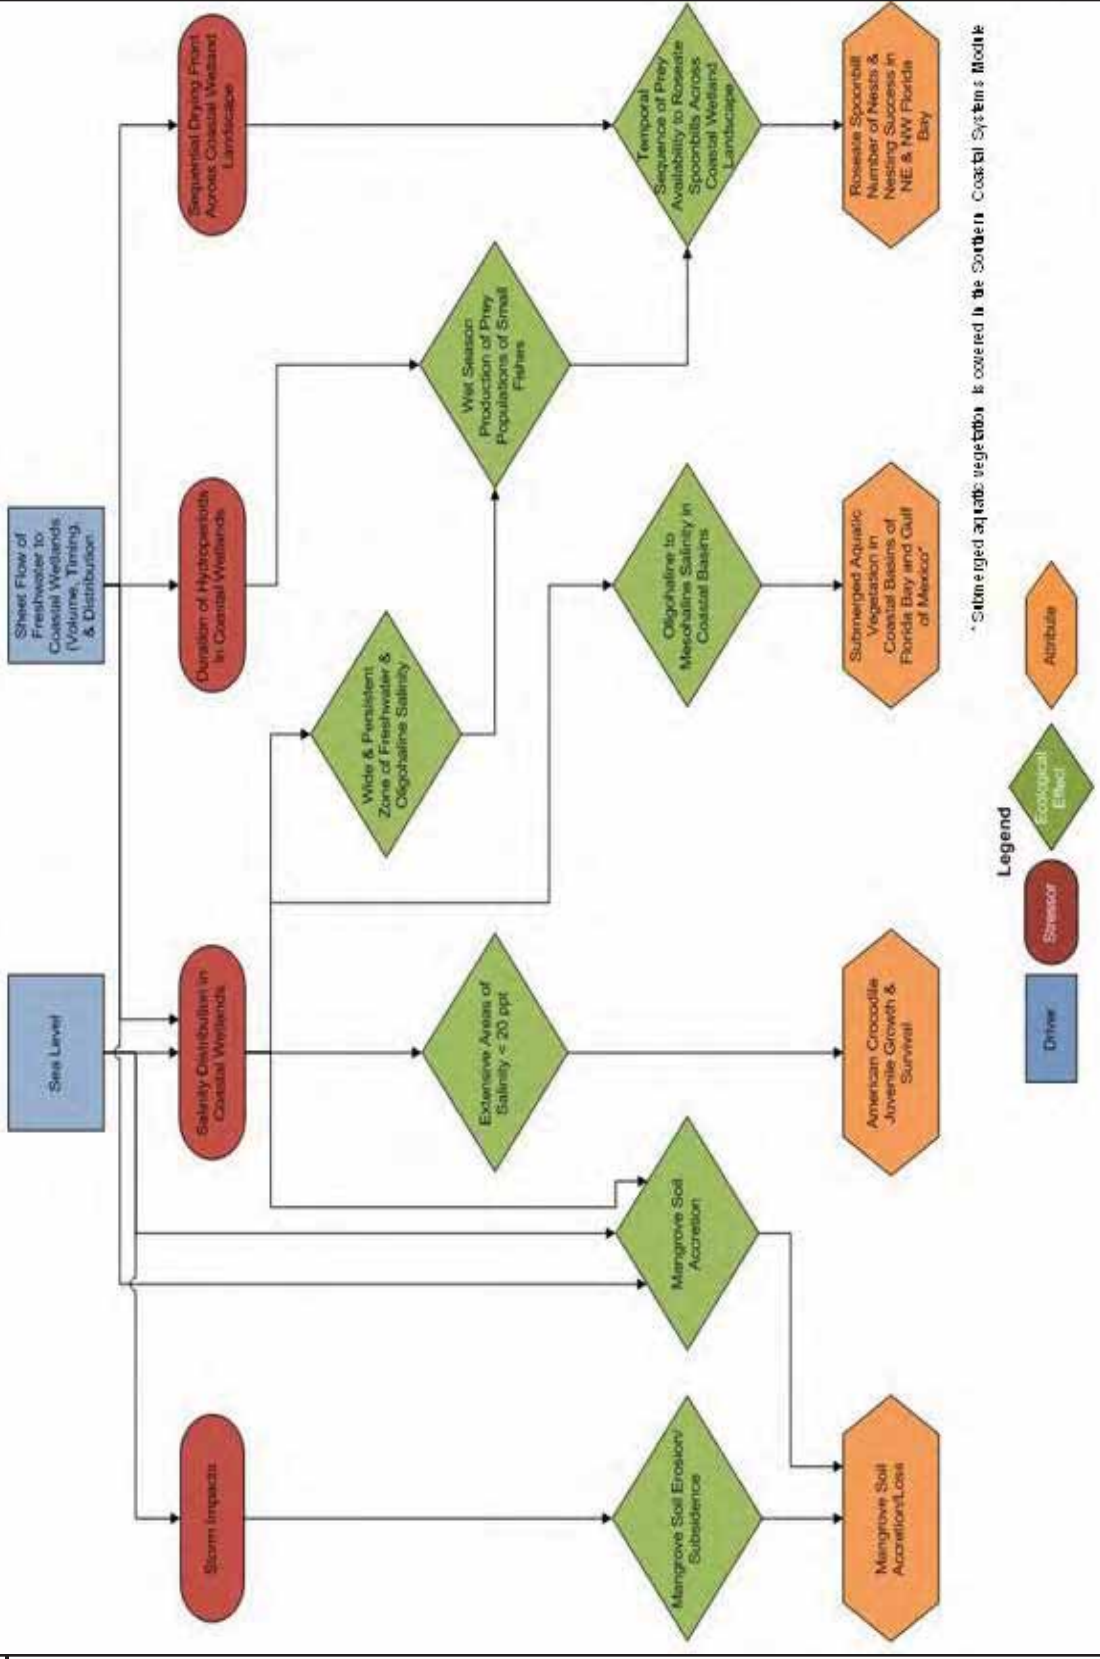 Sea Level
Sheet Flow of
Freshwater to
Coastal Wetlands
(Volume, Timing,
& Distribution
Storm Impacts
Salinity Distribution in
Coastal Wetlands
Duration of Hydroperiods
in Coastal Wetlands
Sequential Drying Front
Across Coastal Wetland
Landscape
Wide & Persistent
Zone of Freshwater &
Oligohaline Salinity
Extensive Areas of
Salinity < 20 ppt
Wet Season
Production of Prey
Populations of Small
Fishes
Mangrove Soil Erosion/
Subsidence
Mangrove Soil
Accretion
Oligohaline to
Mesohaline Salinity in
Coastal Basins
Temporal
Sequence of Prey
Availability to Roseate
Spoonbills Across
Coastal Wetland
Landscape
Mangrove Soil
Accretion/Loss
American Crocodile
Juvenile Growth &
Survival
Submerged Aquatic
Vegetation in
Coastal Basins of
Florida Bay and Gulf
of Mexico*
Roseate Spoonbill
Number of Nests &
Nesting Success in
NE & NW Florida
Bay
* Submerged aquatic vegetation is covered in the Southern Coastal Systems Module
Legend
Driver
Stressor
Ecological
Effect
Attribute